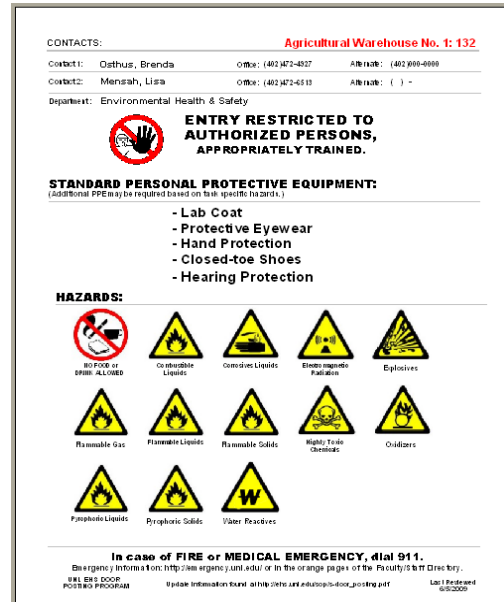 CONTACTS: Agricultural Warehouse No. 1: 132
Contact1: Osthus, Brenda Office: (402)472-4927 Alternate: (402)000-0000
Contact2: Mensah, Lisa Office: (402)472-6513 Alternate: ( ) -
Department: Environmental Health & Safety
ENTRY RESTRICTED TO
AUTHORIZED PERSONS,
APPROPRIATELY TRAINED.
STANDARD PERSONAL PROTECTIVE EQUIPMENT:
(Additional PPE may be required based on task specific hazards.)
- Lab Coat
- Protective Eyewear
- Hand Protection
- Closed-toe Shoes
- Hearing Protection
HAZARDS:
NO FOOD or
DRINK ALLOWED
Combustible
Liquids
Corrosives Liquids
Electromagnetic
Radiation
Explosives
Flammable Gas
Flammable Liquids
Flammable Solids
Highly Toxic
Chemicals
Oxidizers
Pyrophoric Liquids
Pyrophoric Solids
W
Water Reactives
In case of FIRE or MEDICAL EMERGENCY, dial 911.
Emergency Information: http://emergency.unl.edu/ or in the orange pages of the Faculty/Staff Directory.
UNL EHS DOOR
POSTING PROGRAM
Update Information found at http://ehs.unl.edu/sop/s-door_posting.pdf
Last Reviewed
6/5/2009